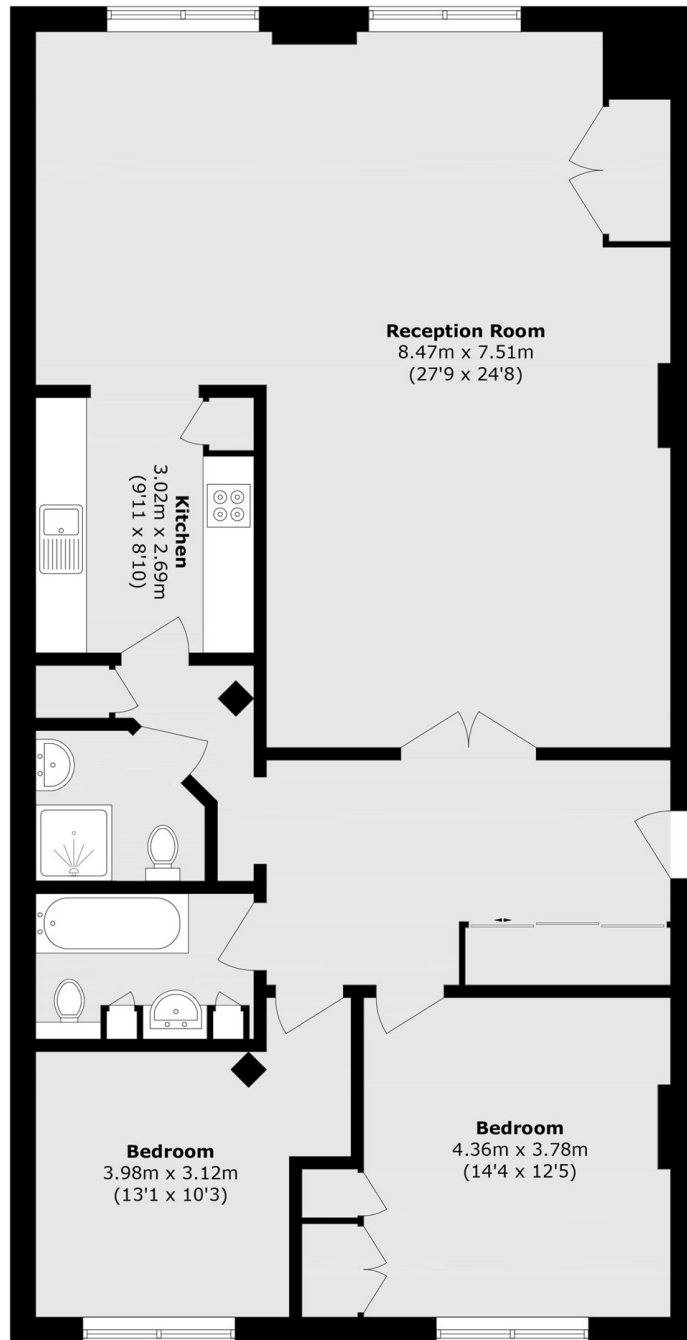 Reception Room
8.47m x 7.51m
(27'9 x 24'8)
Kitchen
3.02m x 2.69m
(9'11 x 8'10)
Bedroom
3.98m x 3.12m
(13'1 x 10'3)
Bedroom
4.36m x 3.78m
(14'4 x 12'5)